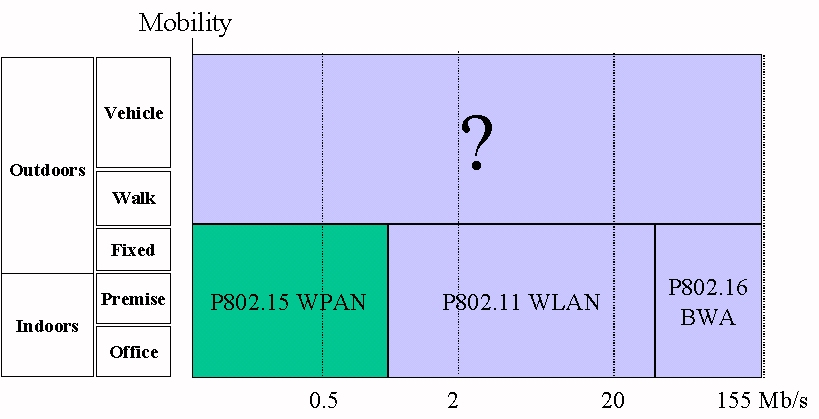 Mobility
Vehicle
?
Outdoors
Walk
Fixed
P802.15 WPAN
P802.11 WLAN
P802.16
BWA
Indoors
Premise
Office
0.5
2
20
155 Mb/s